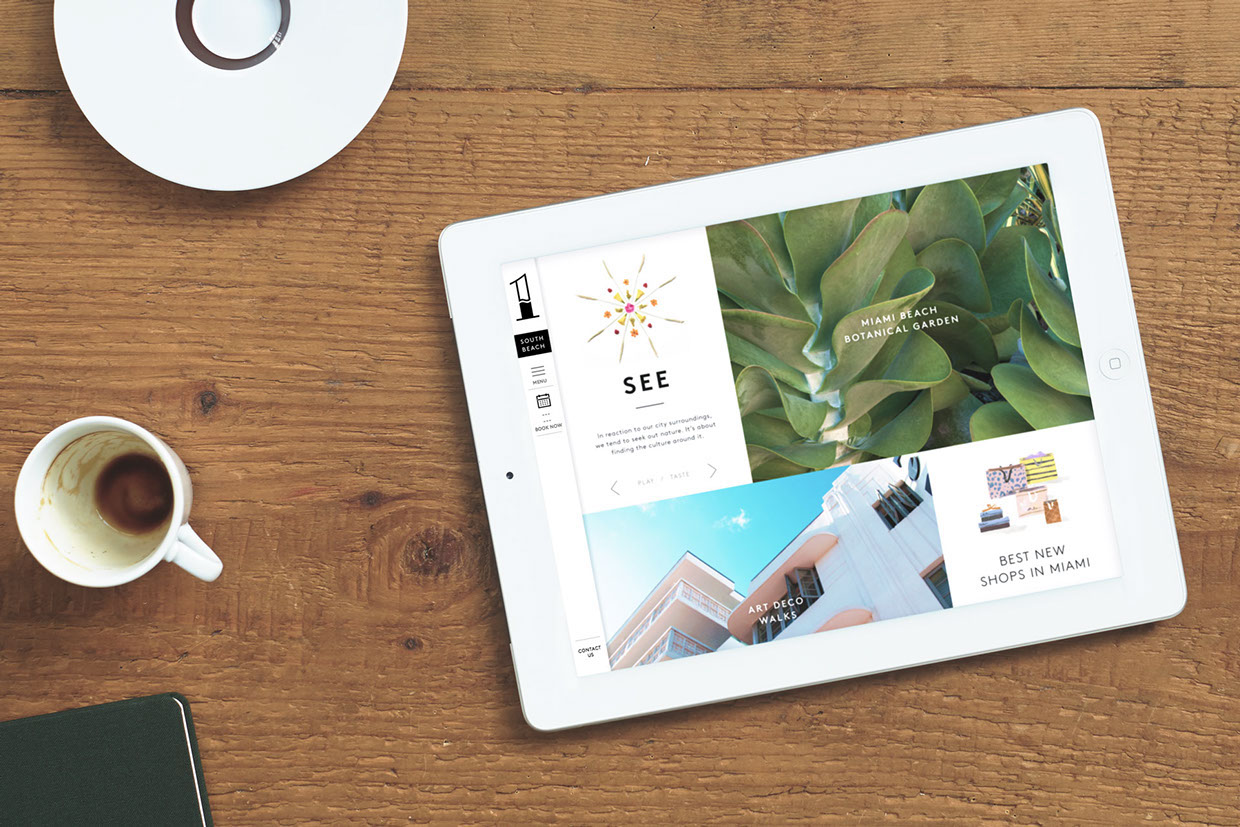 1
SOUTH
BEACH
MENU
BOOK NOW
CONTACT
US
SEE
In reaction to our city surroundings,
we tend to seek out nature. It's about
finding the culture around it.
PLAY / TASTE
MIAMI BEACH
BOTANICAL GARDEN
ART DECO
WALKS
BEST NEW
SHOPS IN MIAMI